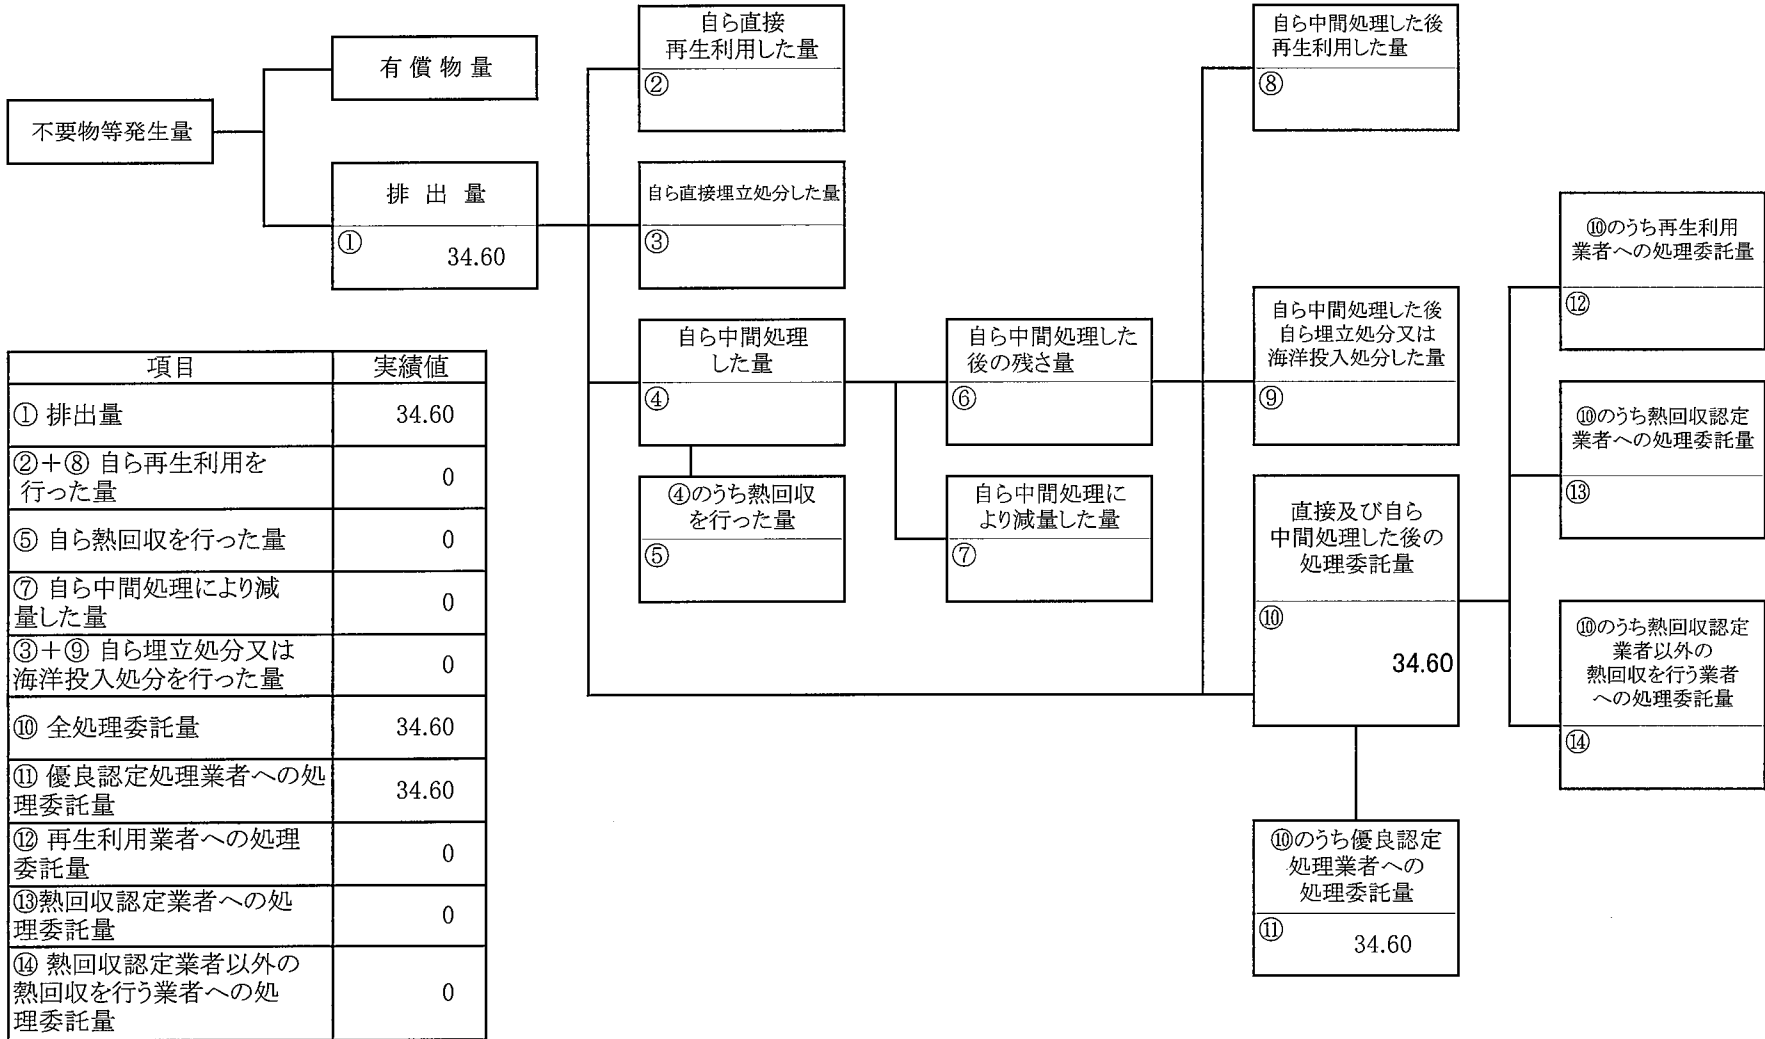 不要物等発生量
有償物量
排出量
①
34.60
自ら直接
再生利用した量
②
自ら直接埋立処分した量
③
自ら中間処理
した量
④
④のうち熱回収
を行った量
⑤
自ら中間処理した
後の残さ量
⑥
自ら中間処理に
より減量した量
⑦
自ら中間処理した後
再生利用した量
⑧
自ら中間処理した後
自ら埋立処分又は
海洋投入処分した量
⑨
直接及び自ら
中間処理した後の
処理委託量
⑩
34.60
⑩のうち優良認定
処理業者への
処理委託量
⑪
34.60
⑩のうち再生利用
業者への処理委託量
⑫
⑩のうち熱回収認定
業者への処理委託量
⑬
⑩のうち熱回収認定
業者以外の
熱回収を行う業者
への処理委託量
⑭
項目 実績値
① 排出量 34.60
②+⑧ 自ら再生利用を
行った量 0
⑤ 自ら熱回収を行った量 0
⑦ 自ら中間処理により減
量した量 0
③+⑨ 自ら埋立処分又は
海洋投入処分を行った量 0
⑩ 全処理委託量 34.60
⑪ 優良認定処理業者への処
理委託量 34.60
⑫ 再生利用業者への処理
委託量 0
⑬熱回収認定業者への処
理委託量 0
⑭ 熱回収認定業者以外の
熱回収を行う業者への処
理委託量 0